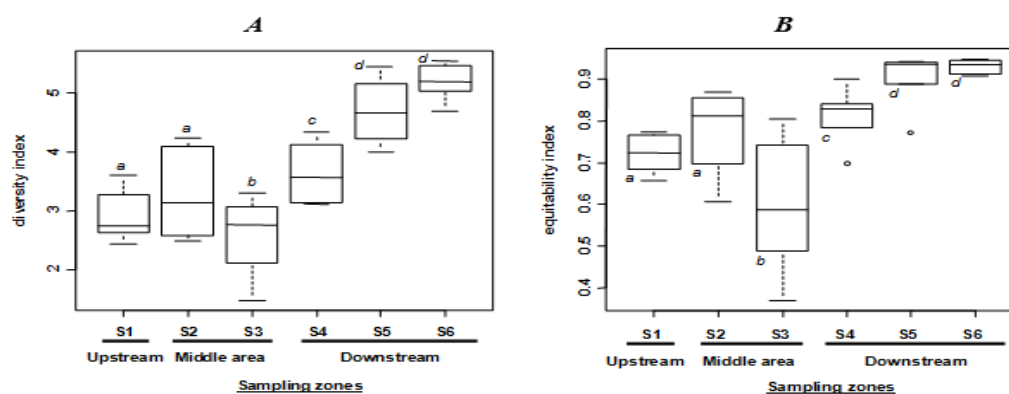 A
diversity index
5
4
3
2
a
a
b
c
d
d
S1 S2 S3 S4 S5 S6
Upstream Middle area Downstream
Sampling zones
B
equitability index
0.9
0.8
0.7
0.6
0.5
0.4
a
a
b
c
d
d
S1 S2 S3 S4 S5 S6
Upstream Middle area Downstream
Sampling zones